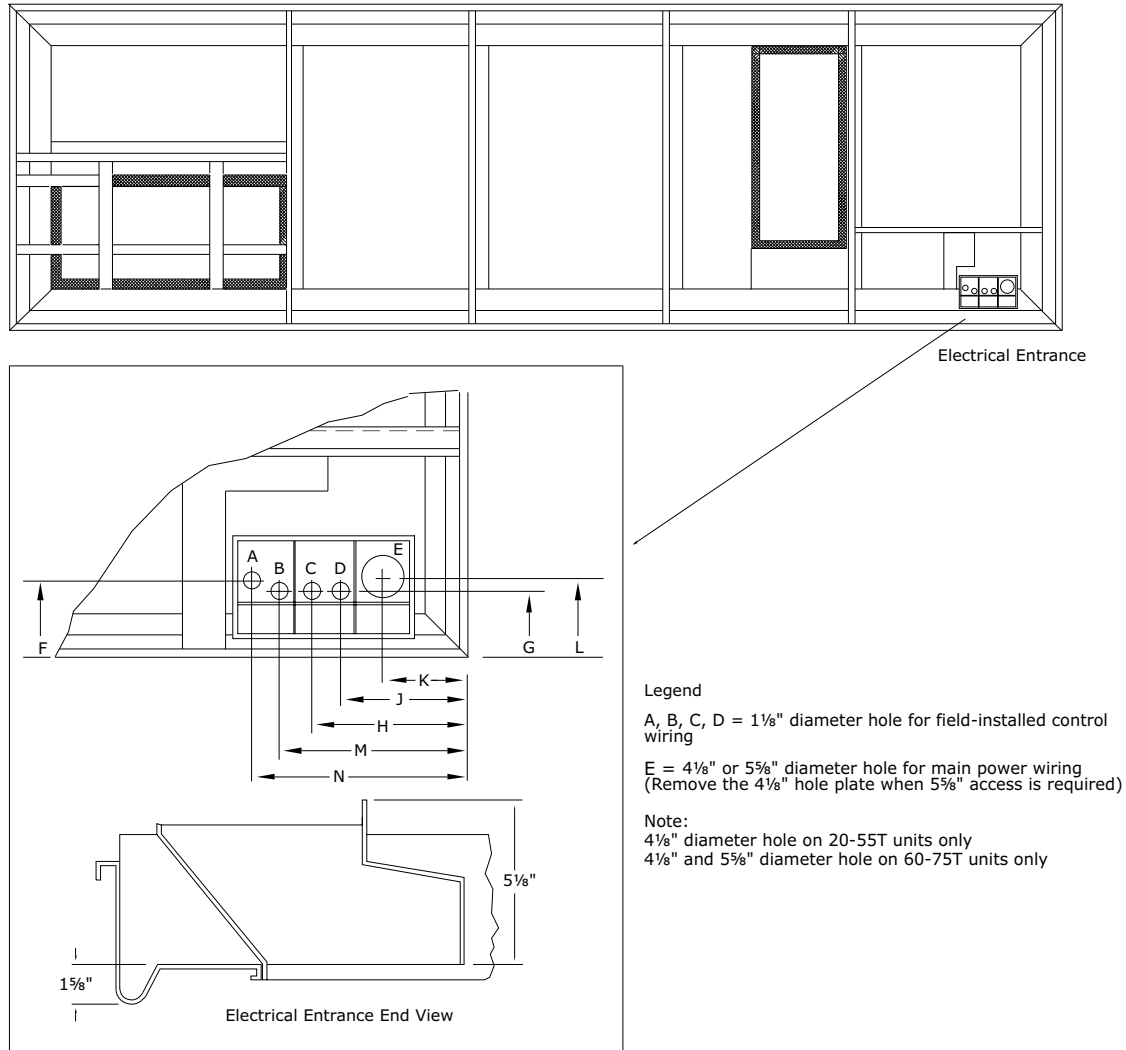 Electrical Entrance
A
B
C
D
E
F
G
L
K
J
H
M
N
5⅛"
1⅝"
Electrical Entrance End View
Legend
A, B, C, D = 1⅛" diameter hole for field-installed control
wiring
E = 4⅛" or 5⅝" diameter hole for main power wiring
(Remove the 4⅛" hole plate when 5⅝" access is required)
Note:
4⅛" diameter hole on 20-55T units only
4⅛" and 5⅝" diameter hole on 60-75T units only